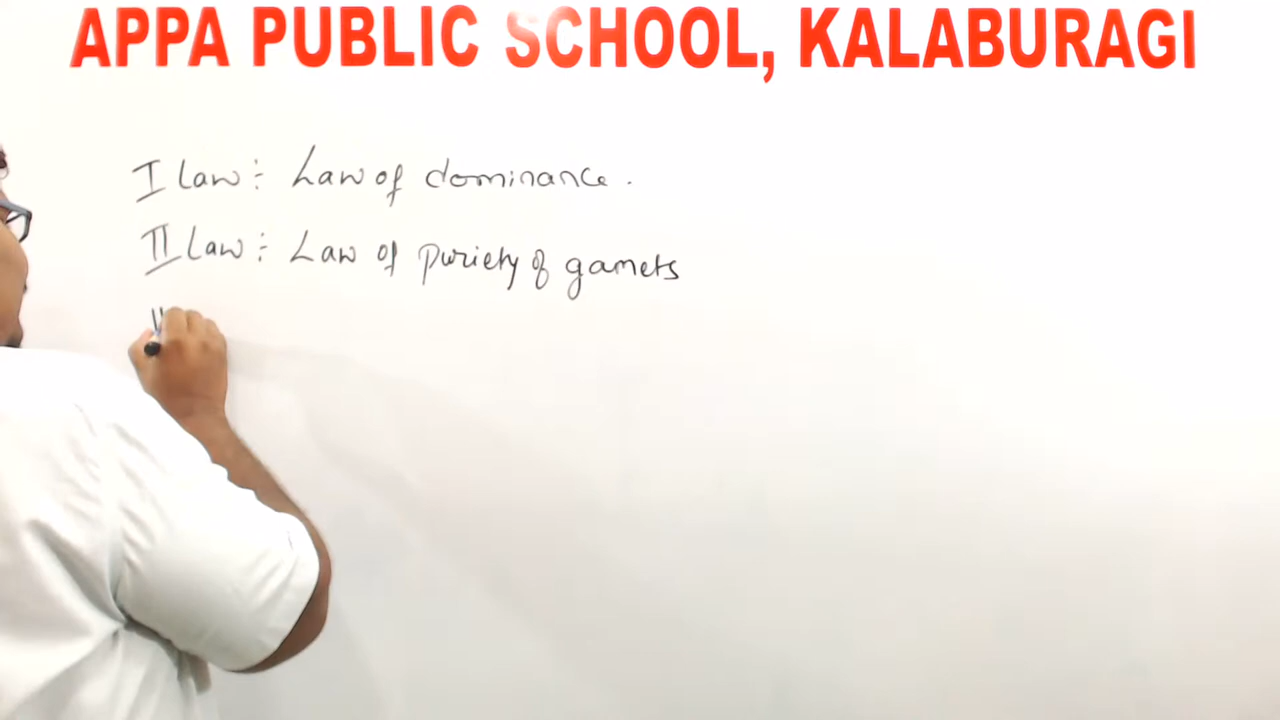 APPA PUBLIC SCHOOL, KALABURAGI
I Law : Law of dominance.
II Law : Law of puriety of gamets